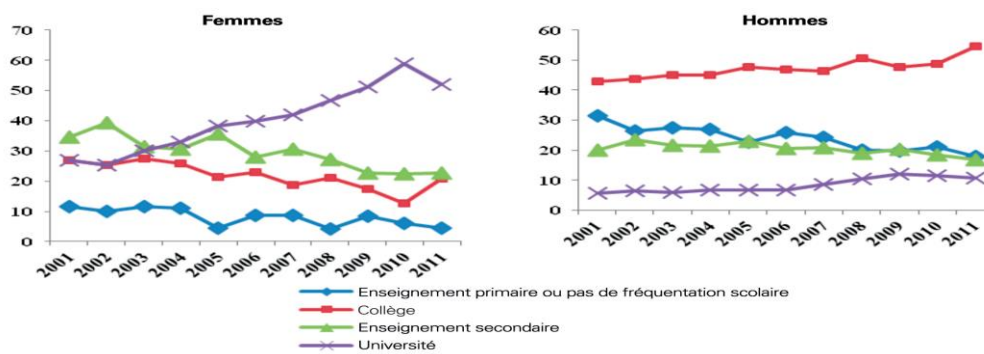 Femmes
70
60
50
40
30
20
10
0
2001 2002 2003 2004 2005 2006 2007 2008 2009 2010 2011
Hommes
60
50
40
30
20
10
0
2001 2002 2003 2004 2005 2006 2007 2008 2009 2010 2011
Enseignement primaire ou pas de fréquentation scolaire
Collège
Enseignement secondaire
Université